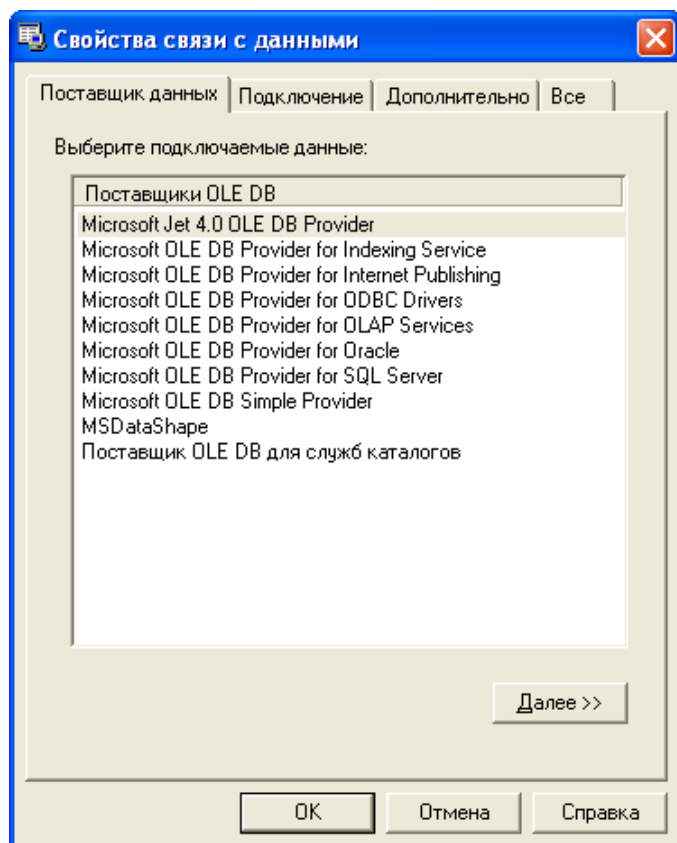 Свойства связи с данными
Поставщик данных Подключение Дополнительно Все
Выберите подключаемые данные:
Поставщики OLE DB
Microsoft Jet 4.0 OLE DB Provider
Microsoft OLE DB Provider for Indexing Service
Microsoft OLE DB Provider for Internet Publishing
Microsoft OLE DB Provider for ODBC Drivers
Microsoft OLE DB Provider for OLAP Services
Microsoft OLE DB Provider for Oracle
Microsoft OLE DB Provider for SQL Server
Microsoft OLE DB Simple Provider
MSDataShape
Поставщик OLE DB для служб каталогов
Далее >>
OK Отмена Справка